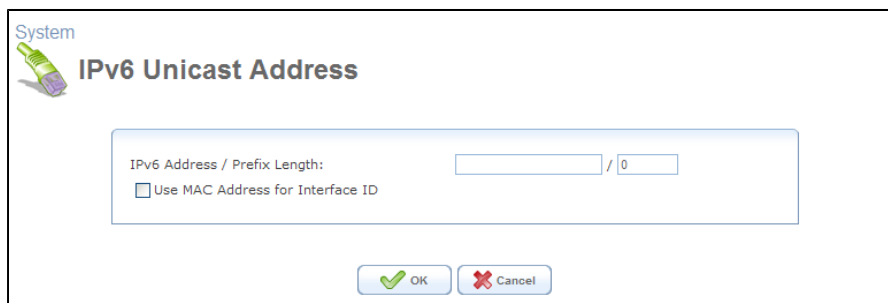 System
IPv6 Unicast Address
IPv6 Address / Prefix Length: / 0
Use MAC Address for Interface ID
OK Cancel